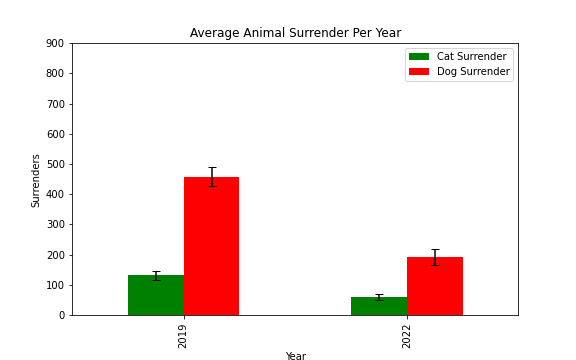 Average Animal Surrender Per Year
900
800
700
600
500
400
300
200
100
0
Surrenders
Cat Surrender
Dog Surrender
2019
2022
Year